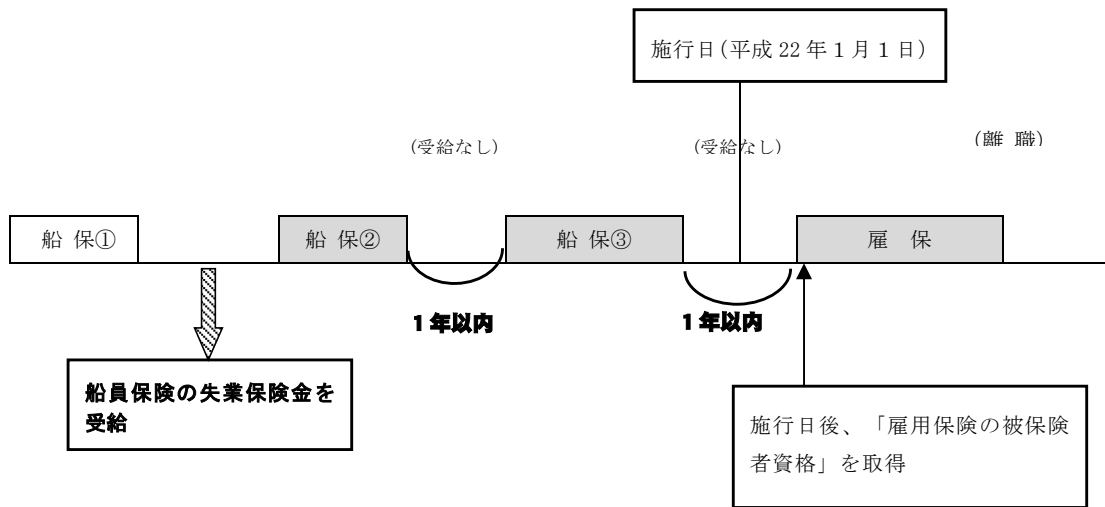 施行日(平成 22 年 1 月 1 日)
(受給なし)
(受給なし)
(離 職)
船 保①
船 保②
船 保③
雇 保
1 年以内
1 年以内
船員保険の失業保険金を
受給
施行日後、「雇用保険の被保険
者資格」を取得